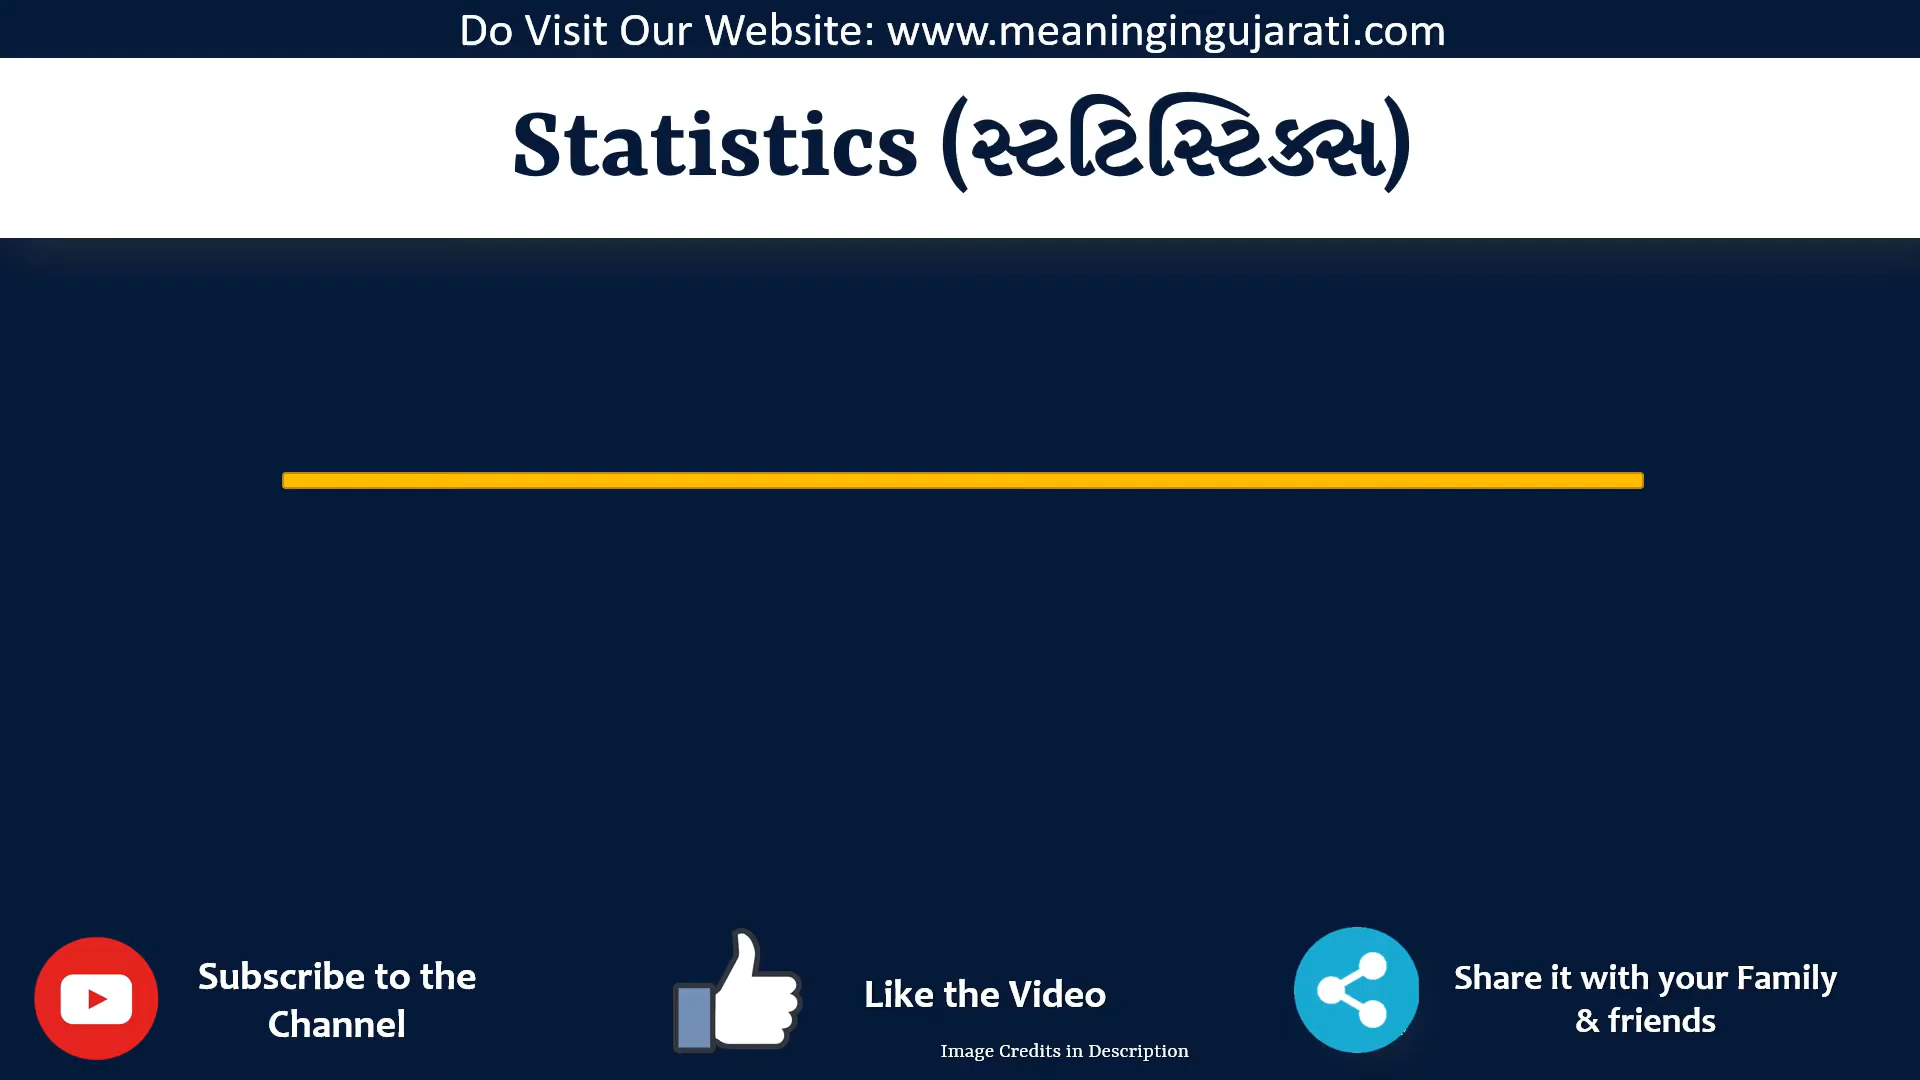 Do Visit Our Website: www.meaningingujarati.com
Statistics (સ્ટટિસ્ટિક્સ)
Subscribe to the
Channel
Like the Video
Share it with your Family
& friends
Image Credits in Description